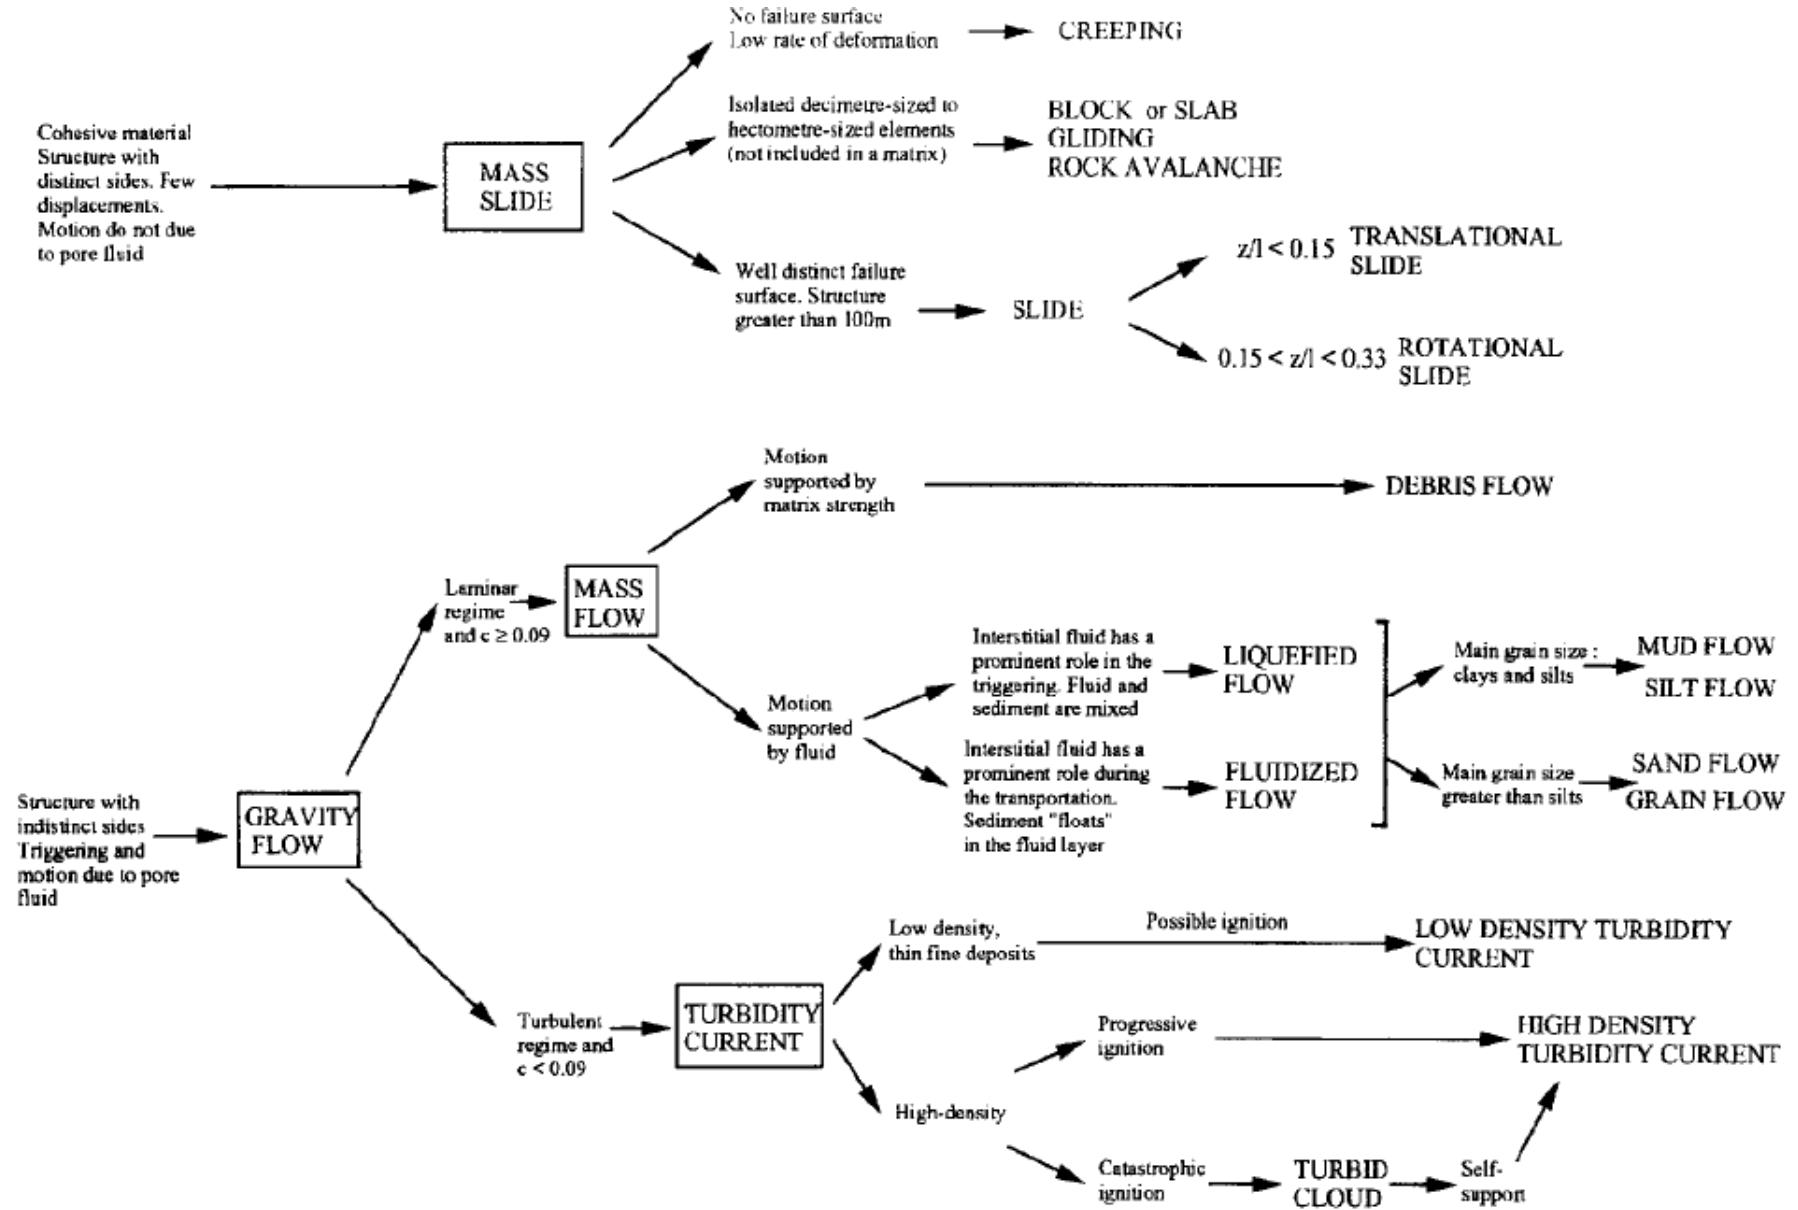 No failure surface
Low rate of deformation
CREEPING
Isolated decimetre-sized to
hectometre-sized elements
(not included in a matrix)
BLOCK or SLAB
GLIDING
ROCK AVALANCHE
Cohesive material
Structure with
distinct sides. Few
displacements.
Motion do not due
to pore fluid
MASS
SLIDE
Well distinct failure
surface. Structure
greater than 100m
SLIDE
z/l < 0.15
TRANSLATIONAL
SLIDE
0.15 < z/l < 0.33
ROTATIONAL
SLIDE
Motion
supported by
matrix strength
DEBRIS FLOW
Laminar
regime
and c ≥ 0.09
MASS
FLOW
Motion
supported
by fluid
Interstitial fluid has a
prominent role in the
triggering. Fluid and
sediment are mixed
LIQUEFIED
FLOW
Interstitial fluid has a
prominent role during
the transportation.
Sediment "floats"
in the fluid layer
FLUIDIZED
FLOW
Main grain size :
clays and silts
MUD FLOW
SILT FLOW
Main grain size
greater than silts
SAND FLOW
GRAIN FLOW
Structure with
indistinct sides
Triggering and
motion due to pore
fluid
GRAVITY
FLOW
Turbulent
regime and
c < 0.09
TURBIDITY
CURRENT
Low density,
thin fine deposits
Possible ignition
LOW DENSITY TURBIDITY
CURRENT
High-density
Progressive
ignition
HIGH DENSITY
TURBIDITY CURRENT
Catastrophic
ignition
TURBID
CLOUD
Self-
support